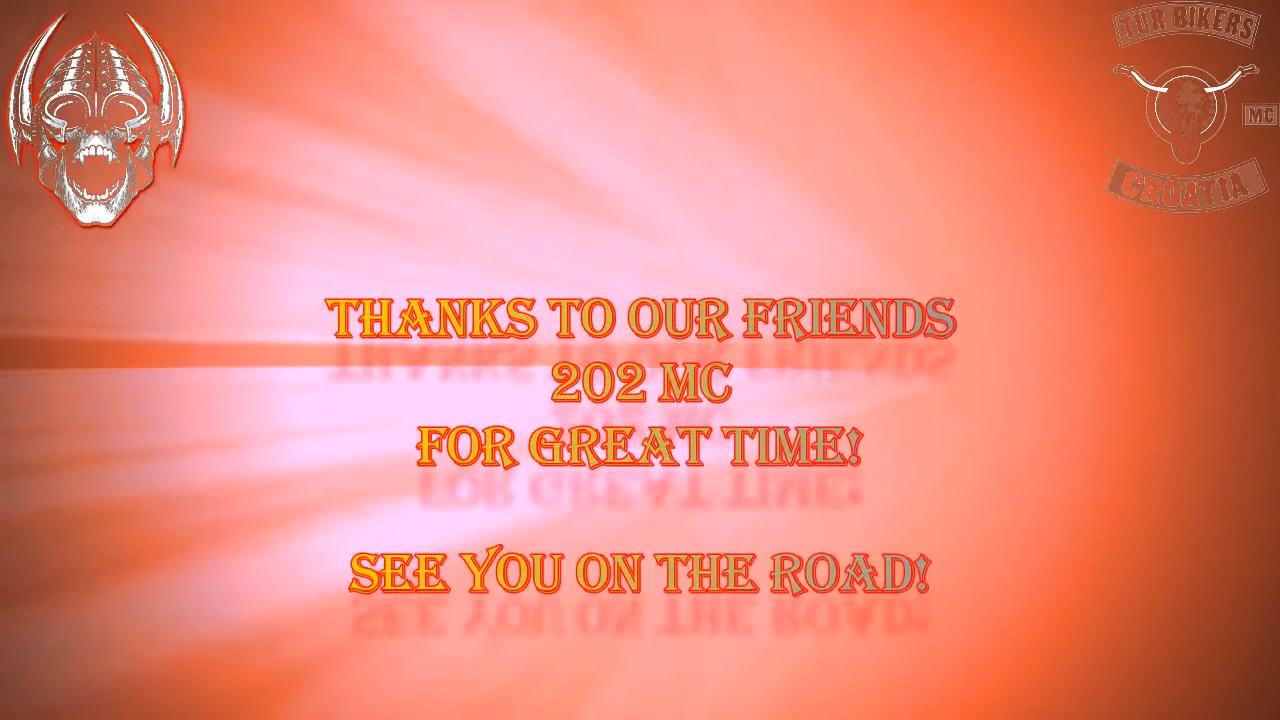 TUR BIKERS
MC
CROATIA
THANKS TO OUR FRIENDS
202 MC
FOR GREAT TIME!
SEE YOU ON THE ROAD!